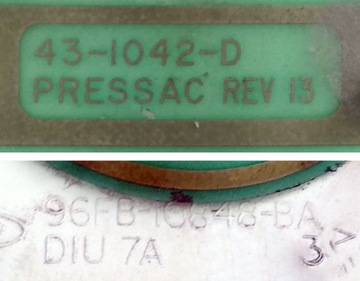 43-1042-D
PRESSAC REV 13
96FB-10848-BA
DIU 7A